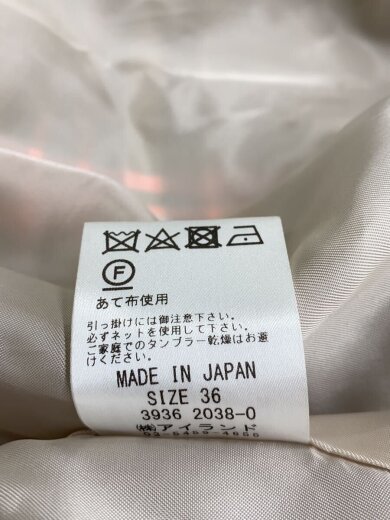 F
あて布使用
引っ掛けには御注意下さい。
必ずネットを使用して下さい。
ご家庭でのタンブラー乾燥はお避
け下さい。
MADE IN JAPAN
SIZE 36
3936 2038-0
㈱アイランド